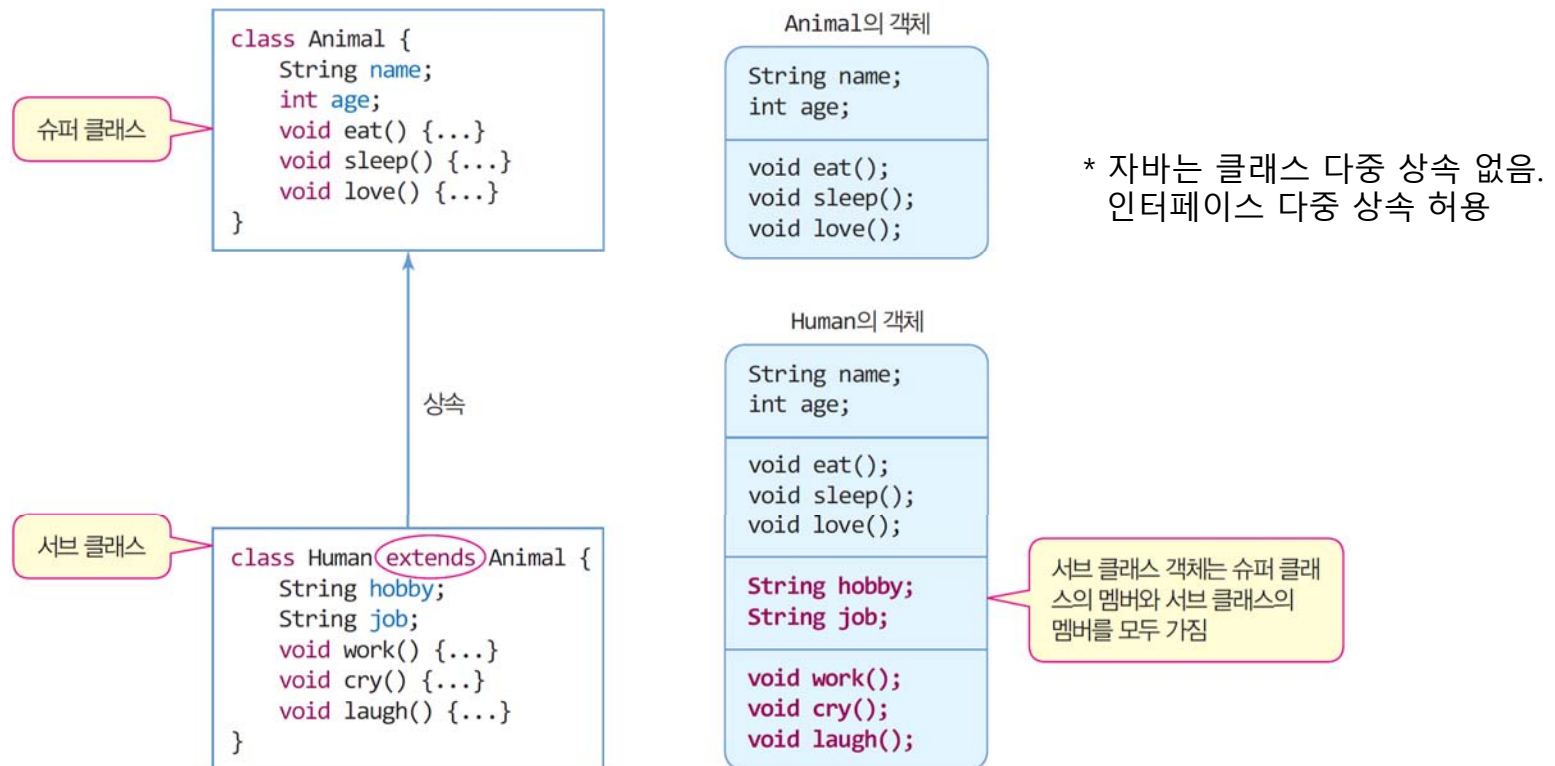 class Animal {
String name;
int age;
void eat() {...}
void sleep() {...}
void love() {...}
}
슈퍼 클래스
Animal의 객체
String name;
int age;
void eat();
void sleep();
void love();
* 자바는 클래스 다중 상속 없음.
인터페이스 다중 상속 허용
상속
서브 클래스
class Human extends Animal {
String hobby;
String job;
void work() {...}
void cry() {...}
void laugh() {...}
}
Human의 객체
String name;
int age;
void eat();
void sleep();
void love();
String hobby;
String job;
void work();
void cry();
void laugh();
서브 클래스 객체는 슈퍼 클래
스의 멤버와 서브 클래스의
멤버를 모두 가짐